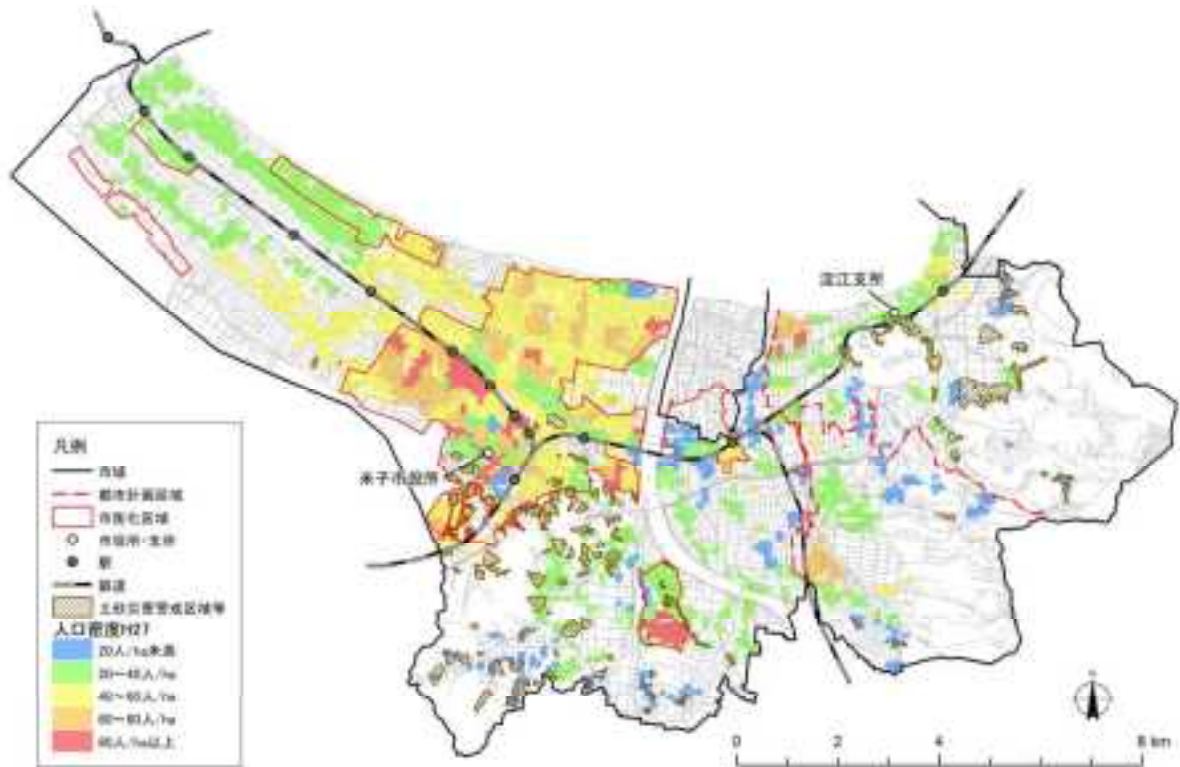 淀江支所
米子市役所
凡例
市域
都市計画区域
市街化区域
市役所・支所
駅
鉄道
土砂災害警戒区域等
人口密度H27
20人/ha未満
20～40人/ha
40～60人/ha
60～80人/ha
80人/ha以上
0 2 4 8 km